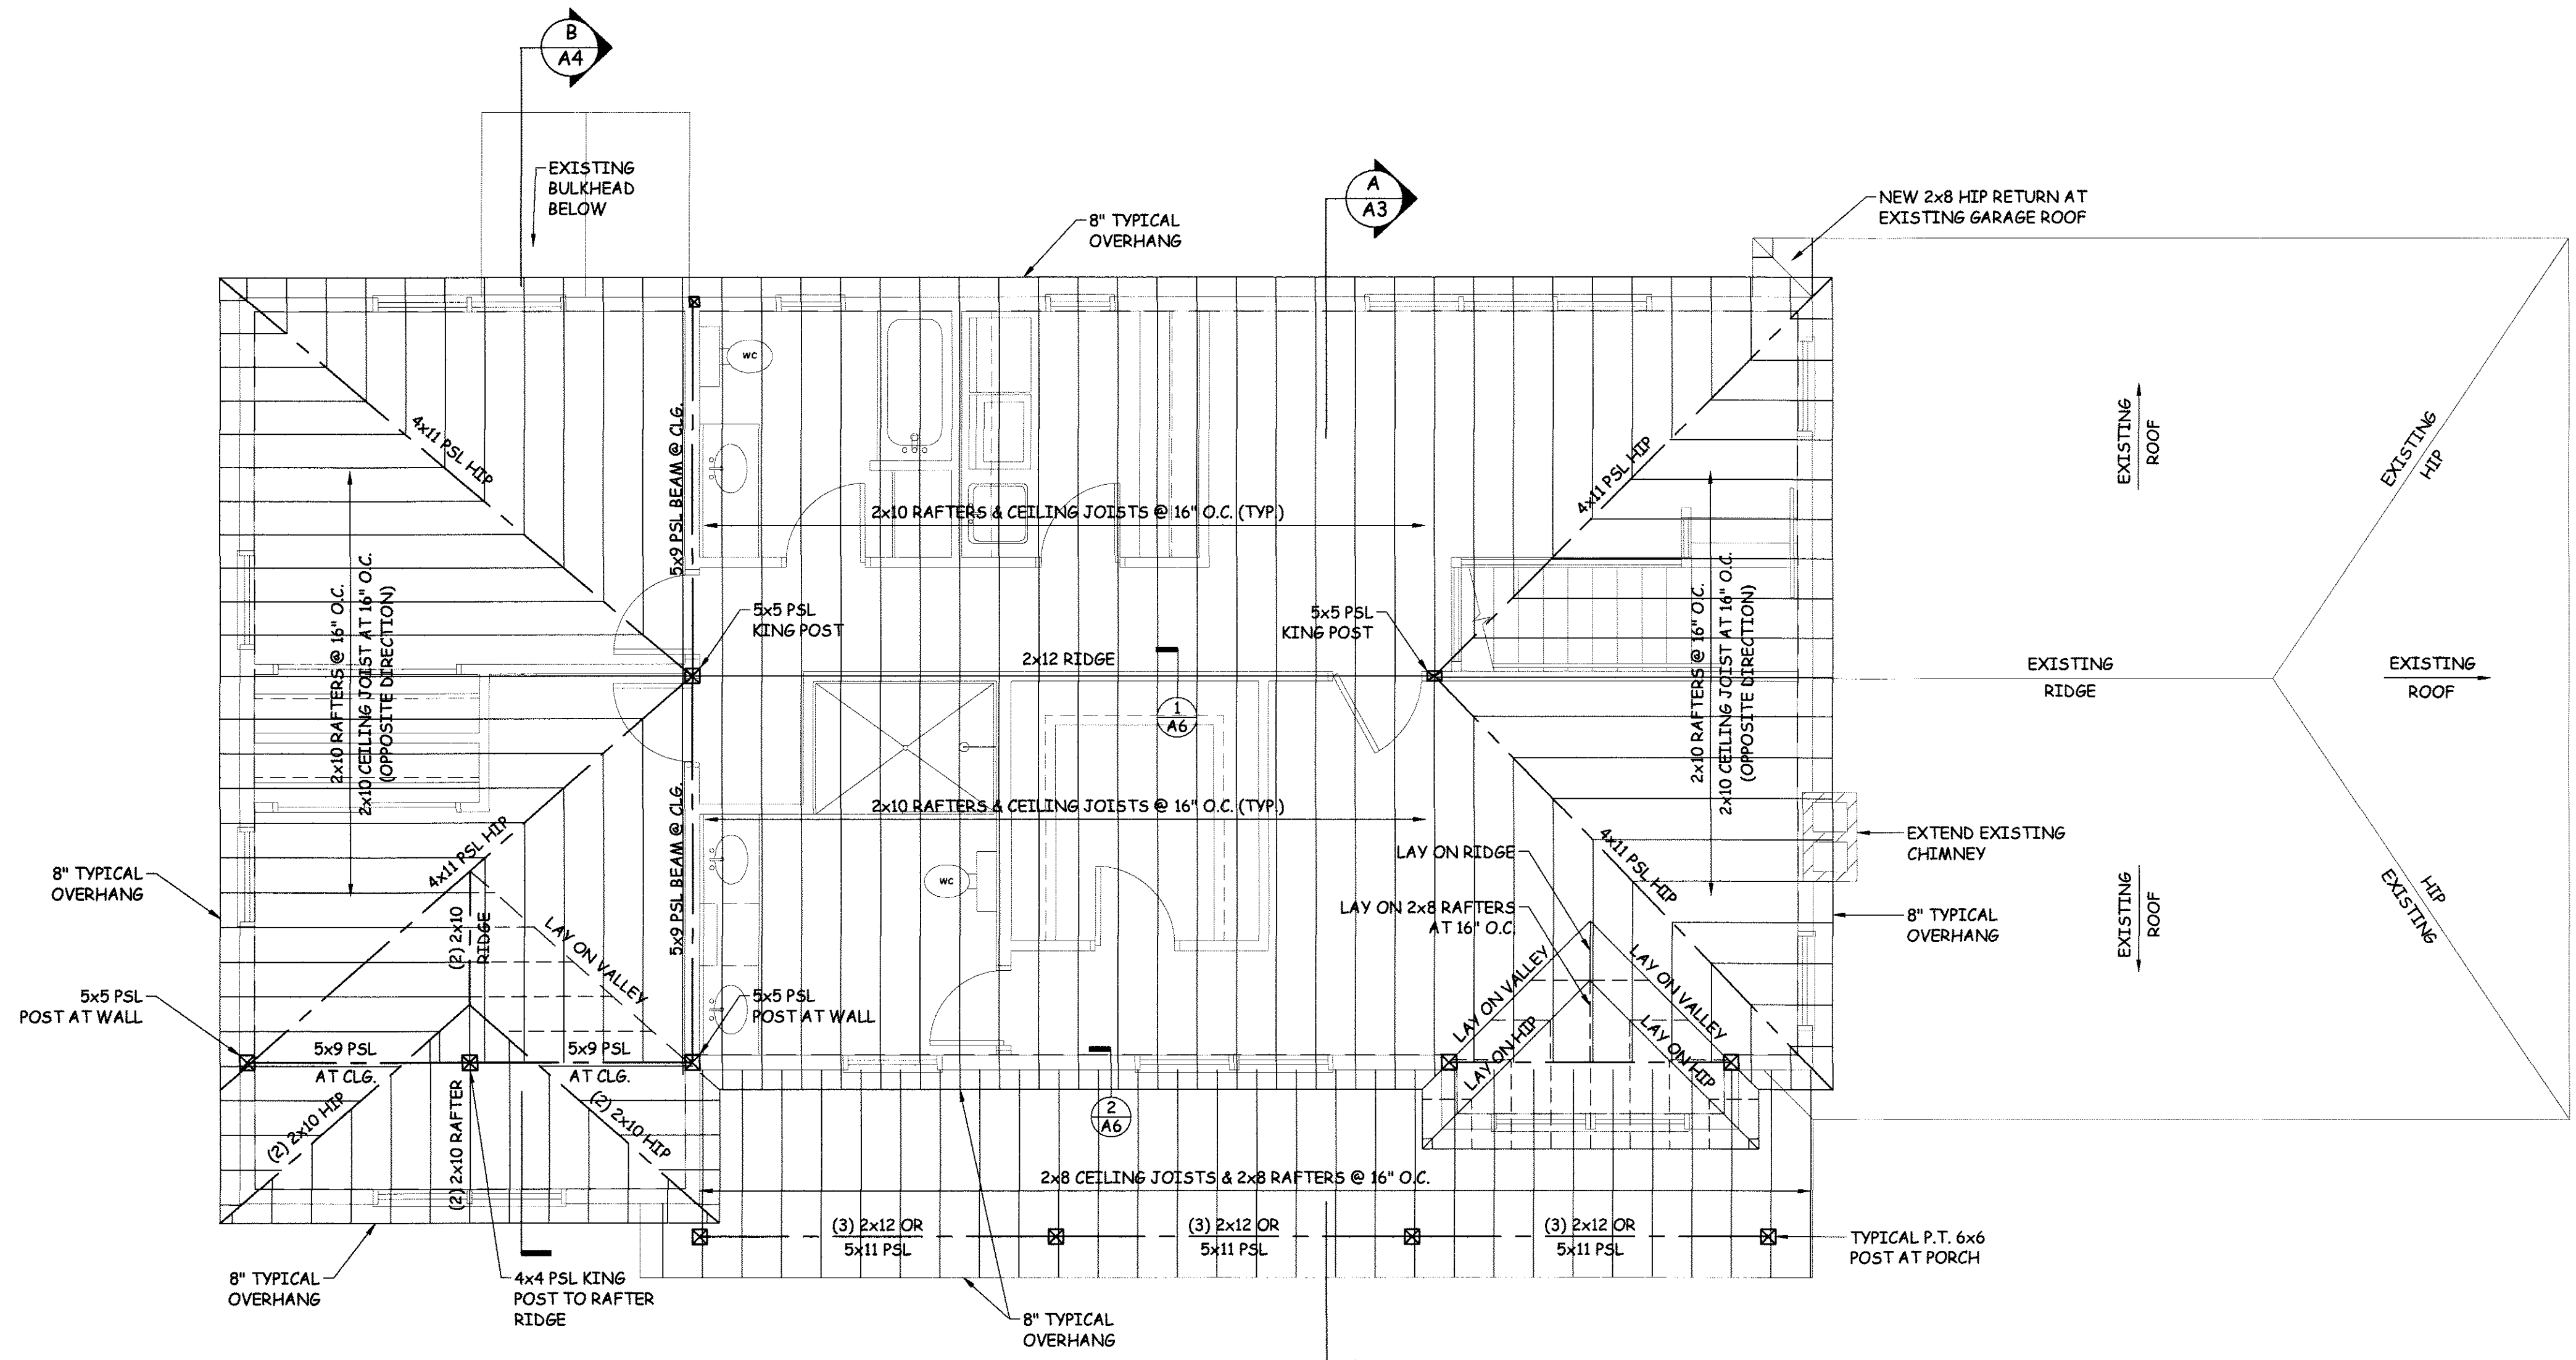 B
A4
EXISTING
BULKHEAD
BELOW
A
A3
8" TYPICAL
OVERHANG
NEW 2x8 HIP RETURN AT
EXISTING GARAGE ROOF
WC
4x11 PSL HIP
5x9 PSL BEAM @ CLG.
4x11 PSL HIP
EXISTING
ROOF
EXISTING
HIP
2x10 RAFTERS & CEILING JOISTS @ 16" O.C. (TYP.)
2x10 RAFTERS @ 16" O.C.
2x10 CEILING JOIST AT 16" O.C.
(OPPOSITE DIRECTION)
5x5 PSL
KING POST
5x5 PSL
KING POST
2x12 RIDGE
1
A6
2x10 RAFTERS @ 16" O.C.
2x10 CEILING JOIST AT 16" O.C.
(OPPOSITE DIRECTION)
EXISTING
RIDGE
EXISTING
ROOF
2x10 RAFTERS & CEILING JOISTS @ 16" O.C. (TYP.)
4x11 PSL HIP
5x9 PSL BEAM @ CLG.
WC
LAY ON RIDGE
4x11 PSL HIP
EXTEND EXISTING
CHIMNEY
8" TYPICAL
OVERHANG
(2) 2x10
RIDGE
LAY ON VALLEY
LAY ON 2x8 RAFTERS
AT 16" O.C.
8" TYPICAL
OVERHANG
EXISTING
ROOF
HIP
EXISTING
5x5 PSL
POST AT WALL
5x5 PSL
POST AT WALL
LAY ON VALLEY
LAY ON VALLEY
LAY ON HIP
LAY ON HIP
5x9 PSL
AT CLG.
5x9 PSL
AT CLG.
(2) 2x10 HIP
(2) 2x10 RAFTER
(2) 2x10 HIP
2
A6
2x8 CEILING JOISTS & 2x8 RAFTERS @ 16" O.C.
(3) 2x12 OR
5x11 PSL
(3) 2x12 OR
5x11 PSL
(3) 2x12 OR
5x11 PSL
TYPICAL P.T. 6x6
POST AT PORCH
8" TYPICAL
OVERHANG
4x4 PSL KING
POST TO RAFTER
RIDGE
8" TYPICAL
OVERHANG